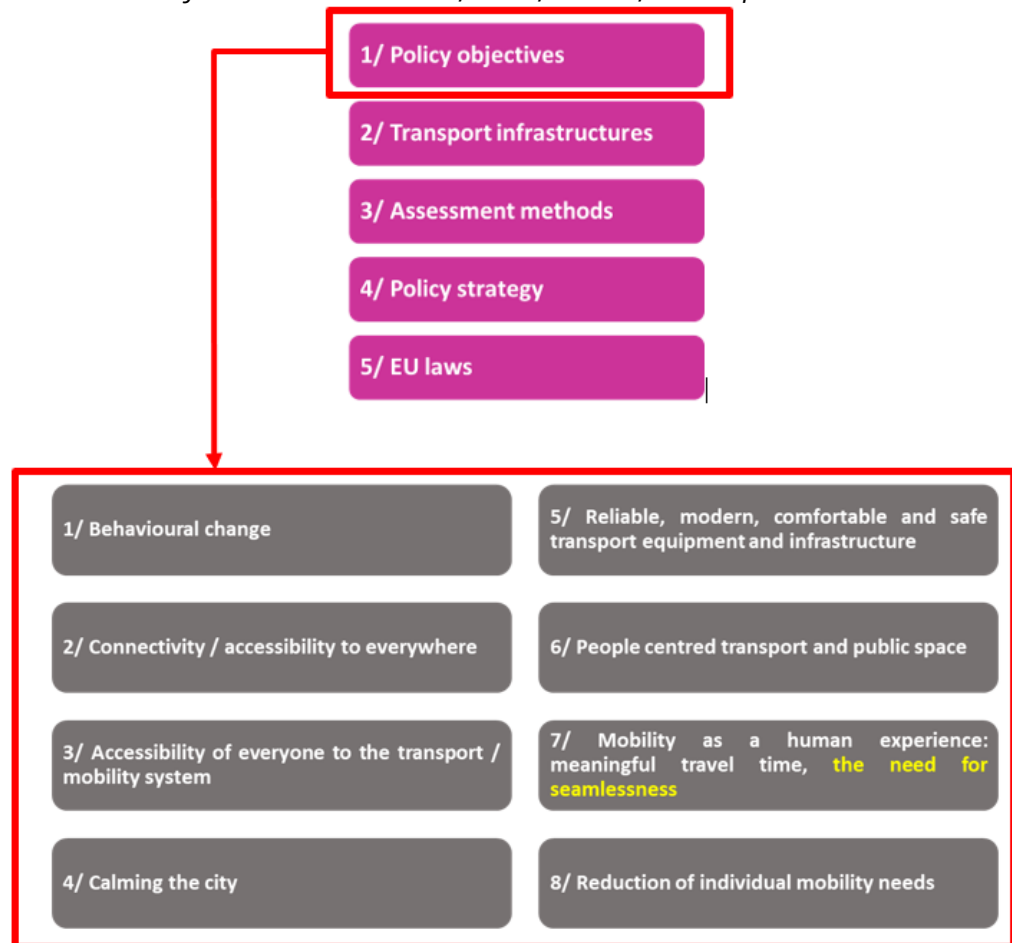 1/ Policy objectives
2/ Transport infrastructures
3/ Assessment methods
4/ Policy strategy
5/ EU laws
1/ Behavioural change
2/ Connectivity / accessibility to everywhere
3/ Accessibility of everyone to the transport /
mobility system
4/ Calming the city
5/ Reliable, modern, comfortable and safe
transport equipment and infrastructure
6/ People centred transport and public space
7/ Mobility as a human experience:
meaningful travel time, the need for
seamlessness
8/ Reduction of individual mobility needs